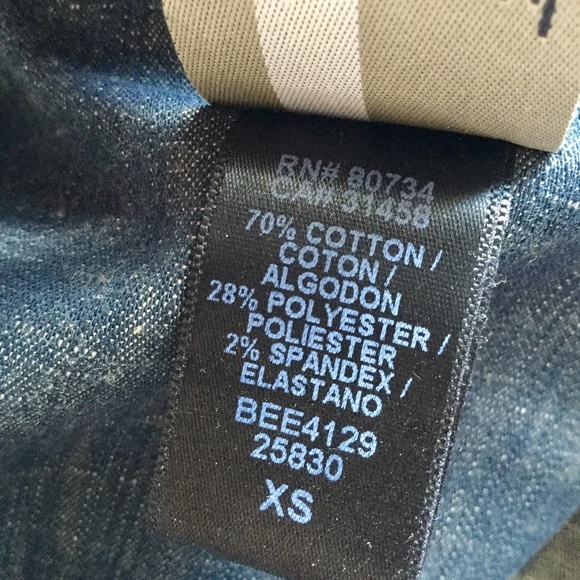 RN# 80734
CA# 31458
70% COTTON /
COTON /
ALGODON
28% POLYESTER /
POLIESTER
2% SPANDEX /
ELASTANO
BEE4129
25830
XS